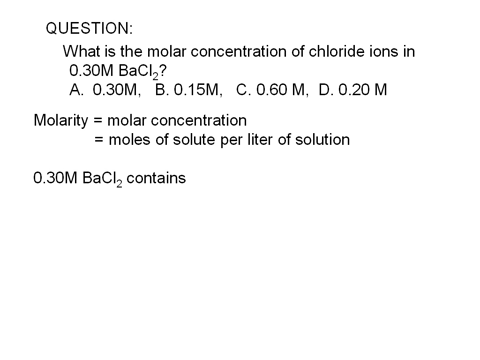 QUESTION:
What is the molar concentration of chloride ions in
0.30M BaCl₂?
A. 0.30M, B. 0.15M, C. 0.60 M, D. 0.20 M
Molarity = molar concentration
= moles of solute per liter of solution
0.30M BaCl₂ contains